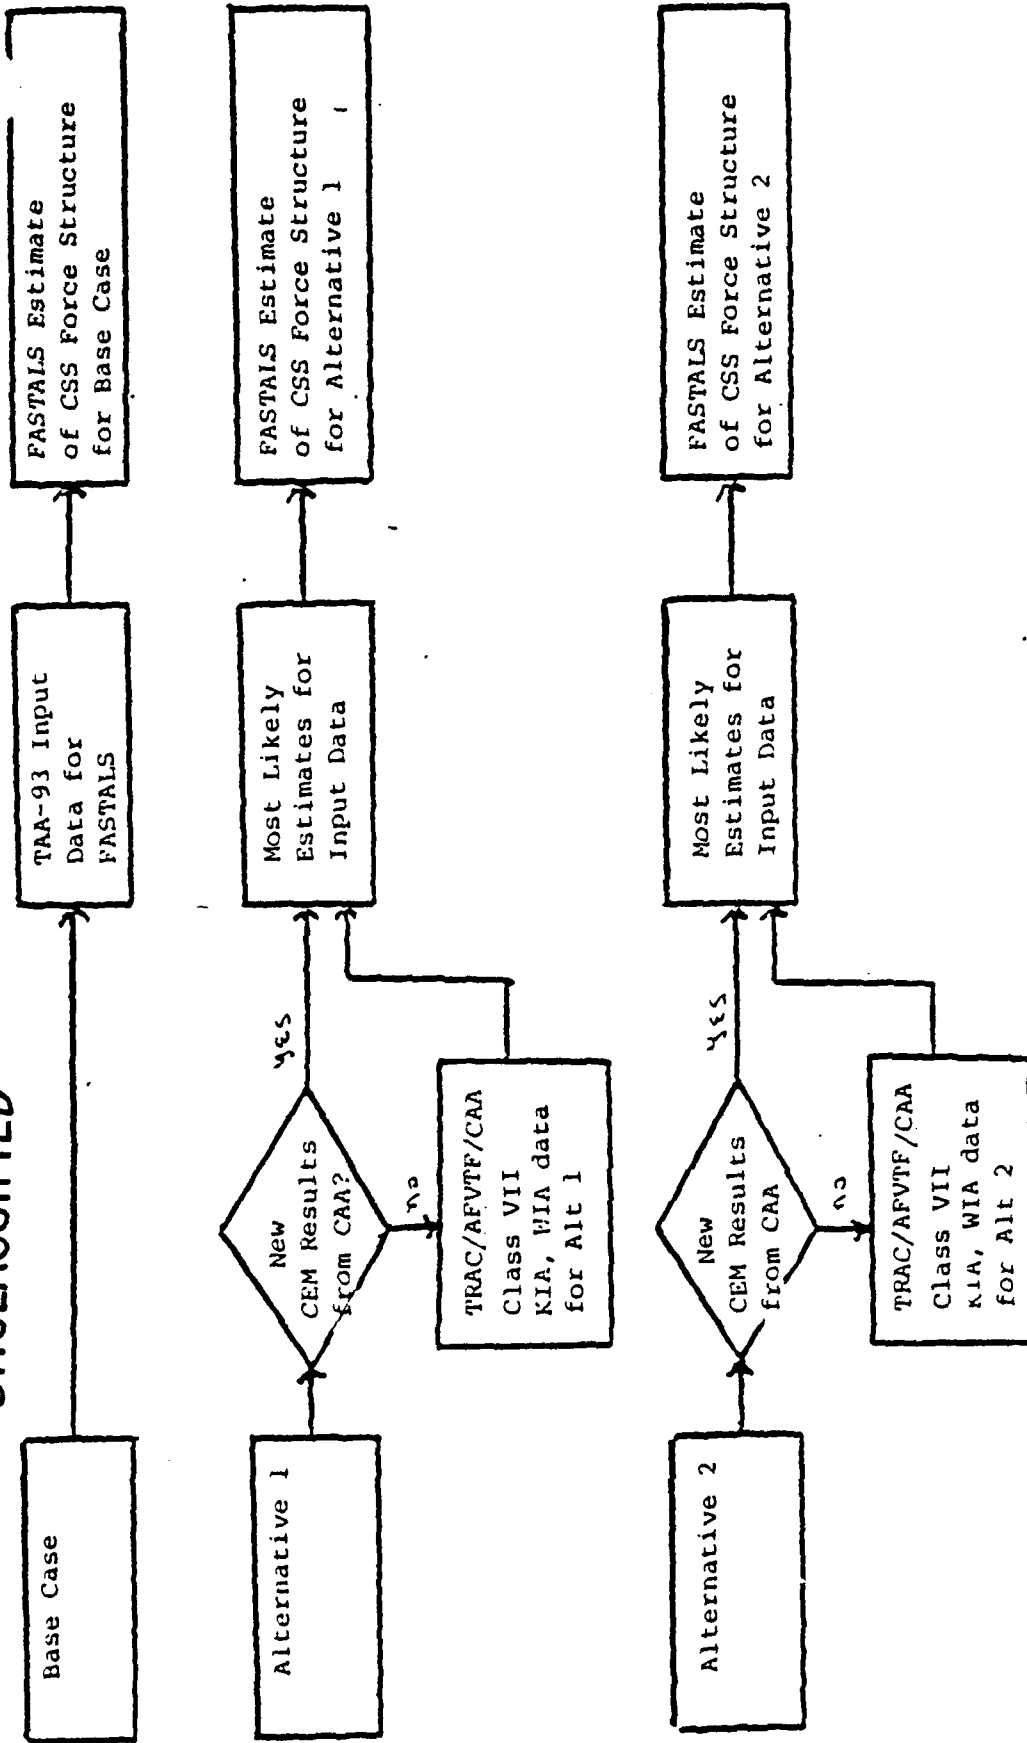 UNCLASSIFIED
Base Case
TAA-93 Input
Data for
FASTALS
FASTALS Estimate
of CSS Force Structure
for Base Case
Alternative 1
New
CEM Results
from CAA?
yes
no
TRAC/AFVTF/CAA
Class VII
KIA, WIA data
for Alt 1
Most Likely
Estimates for
Input Data
FASTALS Estimate
of CSS Force Structure
for Alternative 1
Alternative 2
New
CEM Results
from CAA
yes
no
TRAC/AFVTF/CAA
Class VII
KIA, WIA data
for Alt 2
Most Likely
Estimates for
Input Data
FASTALS Estimate
of CSS Force Structure
for Alternative 2